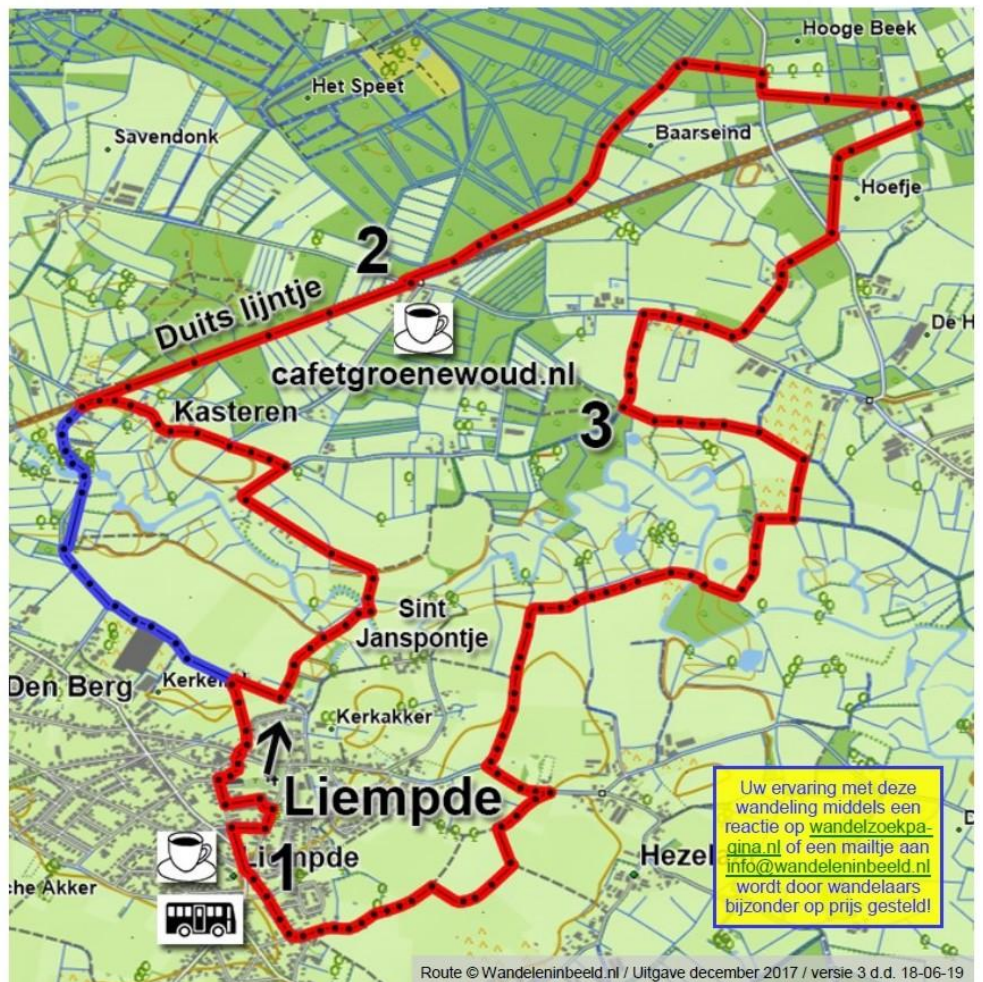 Hooge Beek
Het Speet
Savendonk
Baarseind
Hoefje
2
Duits lijntje
De H
cafetgroenewoud.nl
Kasteren
3
Sint
Janspontje
Den Berg
Kerke
Kerkakker
Liempde
Uw ervaring met deze
wandeling middels een
reactie op wandelzoekpa-
gina.nl of een mailtje aan
info@wandeleninbeeld.nl
wordt door wandelaars
bijzonder op prijs gesteld!
D
Hezel
Liempde
1
che Akker
Route © Wandeleninbeeld.nl / Uitgave december 2017 / versie 3 d.d. 18-06-19